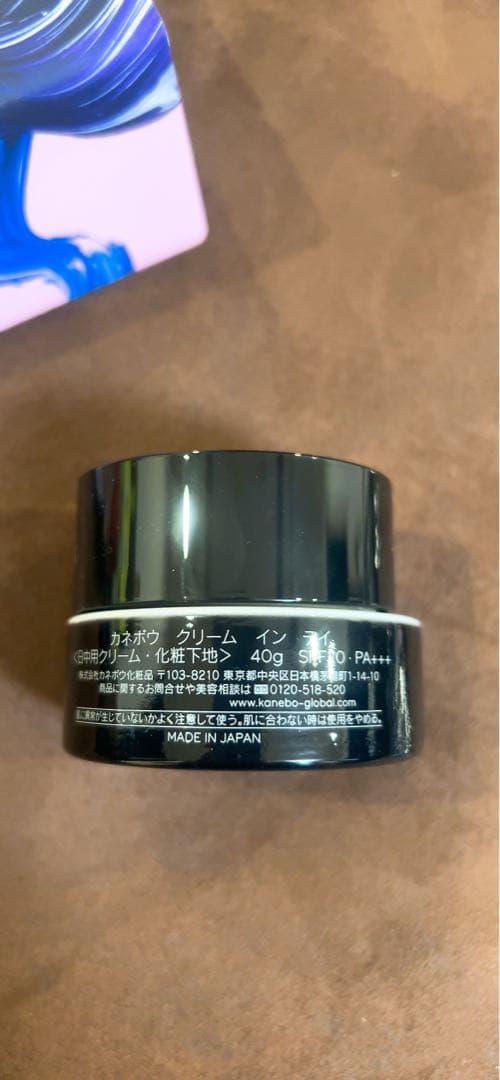 カネボウ クリーム イン デイ
<日中用クリーム・化粧下地> 40g SPF20・PA+++
株式会社カネボウ化粧品 〒103-8210 東京都中央区日本橋茅場町1-14-10
商品に関するお問合せや美容相談は 0120-518-520
www.kanebo-global.com
肌に異常が生じていないかよく注意して使う。肌に合わない時は使用をやめる。
MADE IN JAPAN